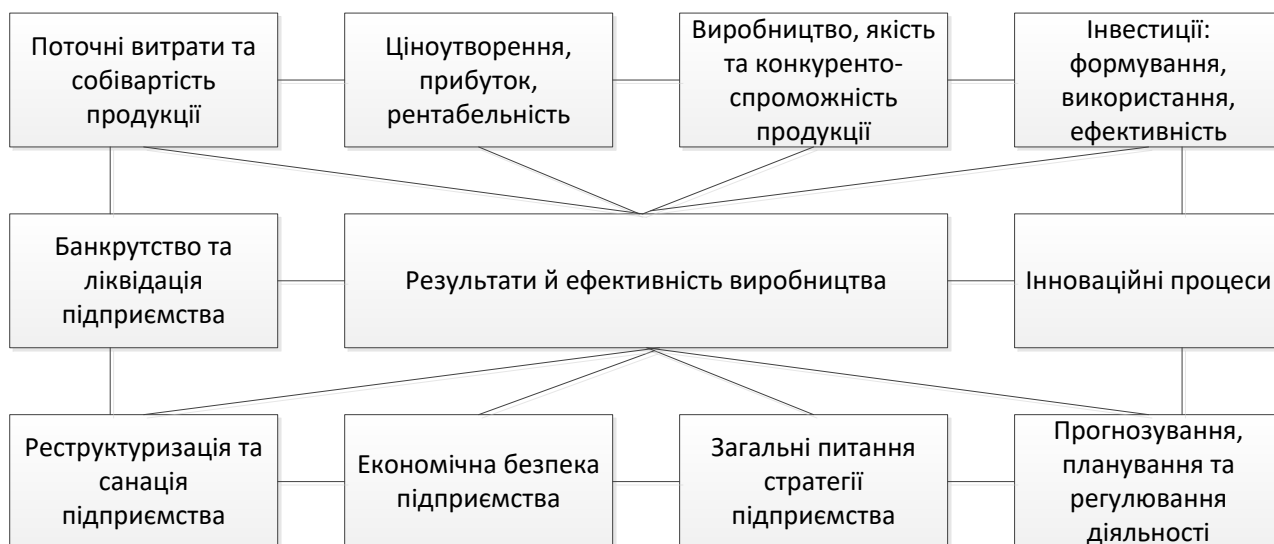 Поточні витрати та
собівартість
продукції
Ціноутворення,
прибуток,
рентабельність
Виробництво, якість
та конкуренто-
спроможність
продукції
Інвестиції:
формування,
використання,
ефективність
Банкрутство та
ліквідація
підприємства
Результати й ефективність виробництва
Інноваційні процеси
Реструктуризація та
санація
підприємства
Економічна безпека
підприємства
Загальні питання
стратегії
підприємства
Прогнозування,
планування та
регулювання
діяльності